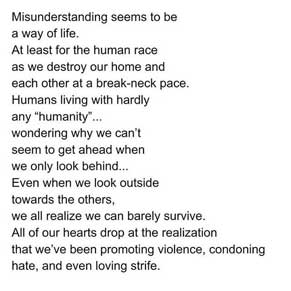 Misunderstanding seems to be
a way of life.
At least for the human race
as we destroy our home and
each other at a break-neck pace.
Humans living with hardly
any “humanity”...
wondering why we can’t
seem to get ahead when
we only look behind...
Even when we look outside
towards the others,
we all realize we can barely survive.
All of our hearts drop at the realization
that we’ve been promoting violence, condoning
hate, and even loving strife.